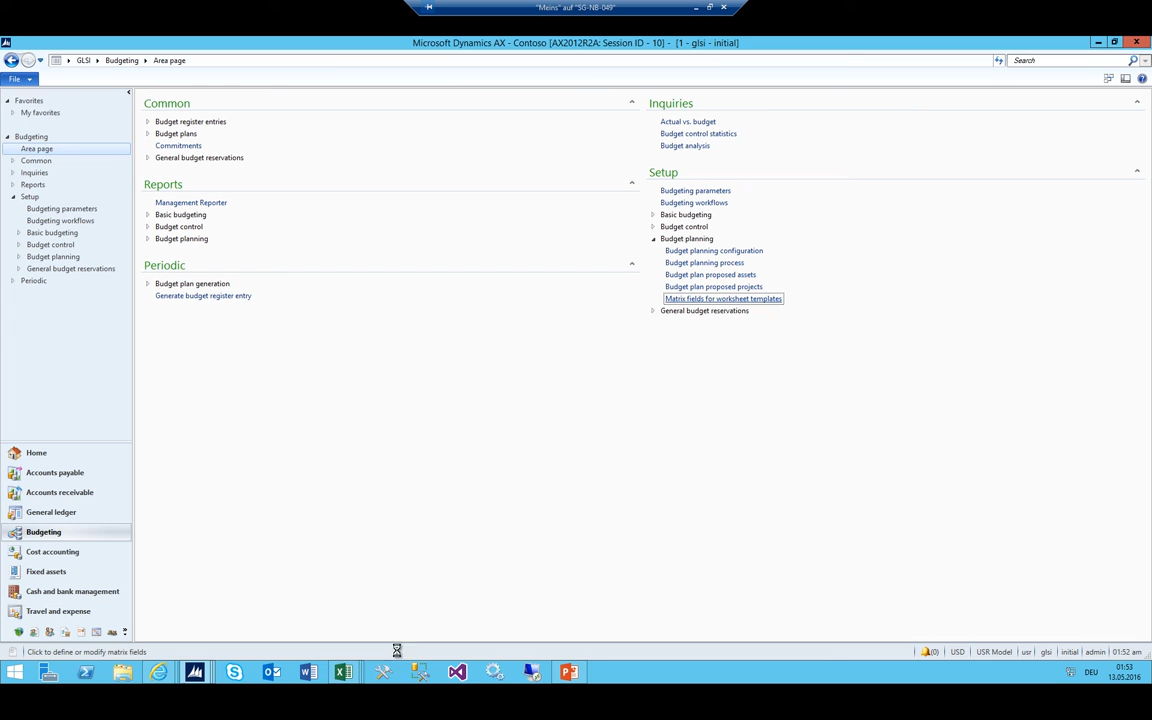 "Meins" auf "SG-NB-049"
Microsoft Dynamics AX - Contoso [AX2012R2A: Session ID - 10] - [1 - glsi - initial]
GLSI Budgeting Area page
Search
File
Favorites
My favorites
Budgeting
Area page
Common
Inquiries
Reports
Setup
Budgeting parameters
Budgeting workflows
Basic budgeting
Budget control
Budget planning
General budget reservations
Periodic
Home
Accounts payable
Accounts receivable
General ledger
Budgeting
Cost accounting
Fixed assets
Cash and bank management
Travel and expense
Common
Budget register entries
Budget plans
Commitments
General budget reservations
Reports
Management Reporter
Basic budgeting
Budget control
Budget planning
Periodic
Budget plan generation
Generate budget register entry
Inquiries
Actual vs. budget
Budget control statistics
Budget analysis
Setup
Budgeting parameters
Budgeting workflows
Basic budgeting
Budget control
Budget planning
Budget planning configuration
Budget planning process
Budget plan proposed assets
Budget plan proposed projects
Matrix fields for worksheet templates
General budget reservations
Click to define or modify matrix fields
(0) USD USR Model usr glsi initial admin 01:52 am
DEU
01:53
13.05.2016